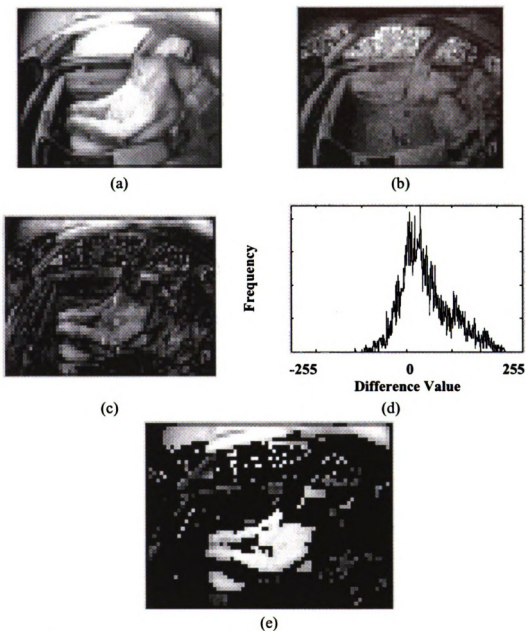 (a)
(b)
Frequency
-255
0
255
Difference Value
(c)
(d)
(e)